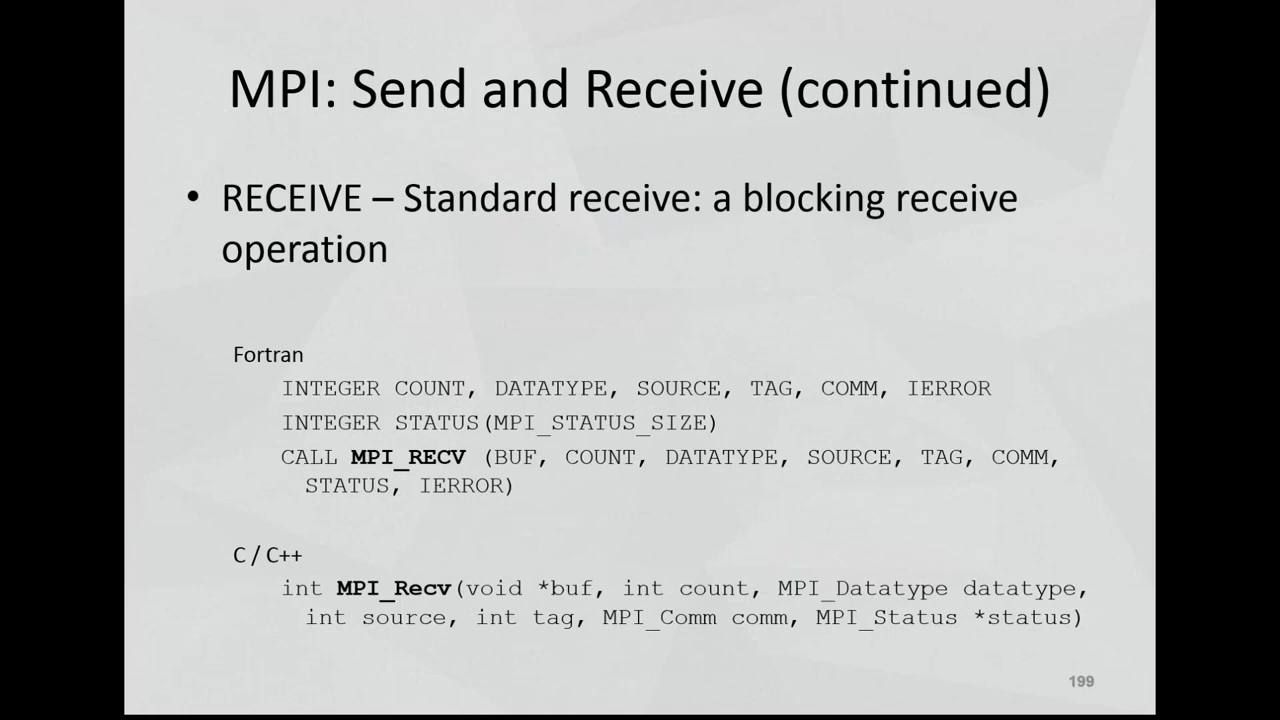 MPI: Send and Receive (continued)
• RECEIVE – Standard receive: a blocking receive
operation
Fortran
INTEGER COUNT, DATATYPE, SOURCE, TAG, COMM, IERROR
INTEGER STATUS(MPI_STATUS_SIZE)
CALL MPI_RECV (BUF, COUNT, DATATYPE, SOURCE, TAG, COMM,
STATUS, IERROR)
C / C++
int MPI_Recv(void *buf, int count, MPI_Datatype datatype,
int source, int tag, MPI_Comm comm, MPI_Status *status)
199